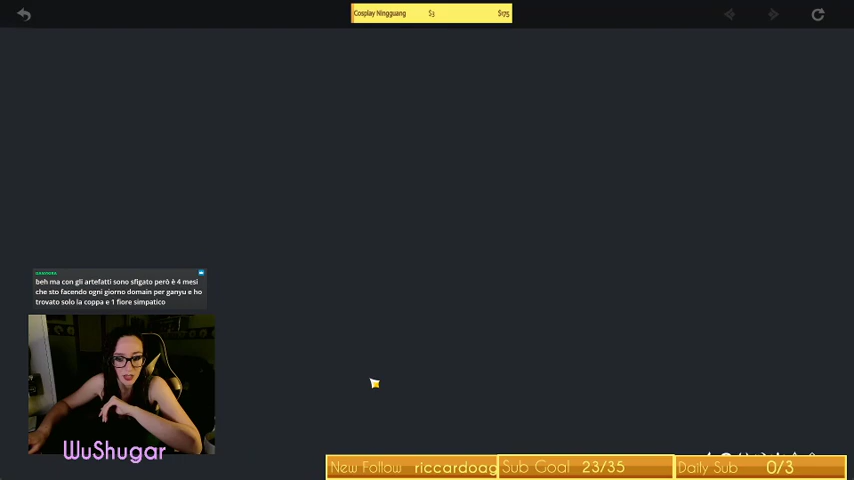 Cosplay Ningguang $3 $175
beh ma con gli artefatti sono sfigato però è 4 mesi
che sto facendo ogni giorno domain per ganyu e ho
trovato solo la coppa e 1 fiore simpatico
WuShugar
New Follow riccardoag Sub Goal 23/35 Daily Sub 0/3